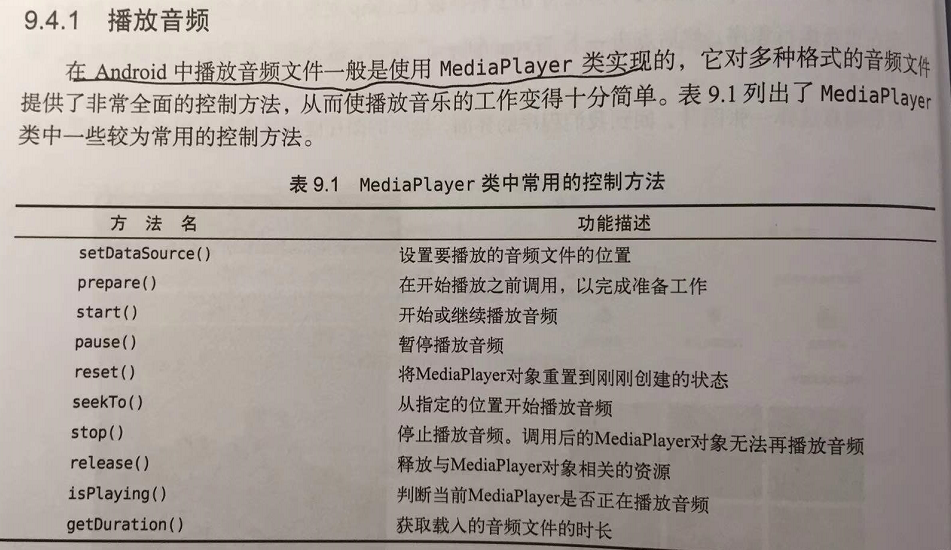 9.4.1 播放音频
在 Android 中播放音频文件一般是使用 MediaPlayer 类实现的，它对多种格式的音频文件
提供了非常全面的控制方法，从而使播放音乐的工作变得十分简单。表 9.1 列出了 MediaPlayer
类中一些较为常用的控制方法。
表 9.1 MediaPlayer 类中常用的控制方法
方 法 名 功能描述
setDataSource() 设置要播放的音频文件的位置
prepare() 在开始播放之前调用，以完成准备工作
start() 开始或继续播放音频
pause() 暂停播放音频
reset() 将MediaPlayer对象重置到刚刚创建的状态
seekTo() 从指定的位置开始播放音频
stop() 停止播放音频。调用后的MediaPlayer对象无法再播放音频
release() 释放与MediaPlayer对象相关的资源
isPlaying() 判断当前MediaPlayer是否正在播放音频
getDuration() 获取载入的音频文件的时长